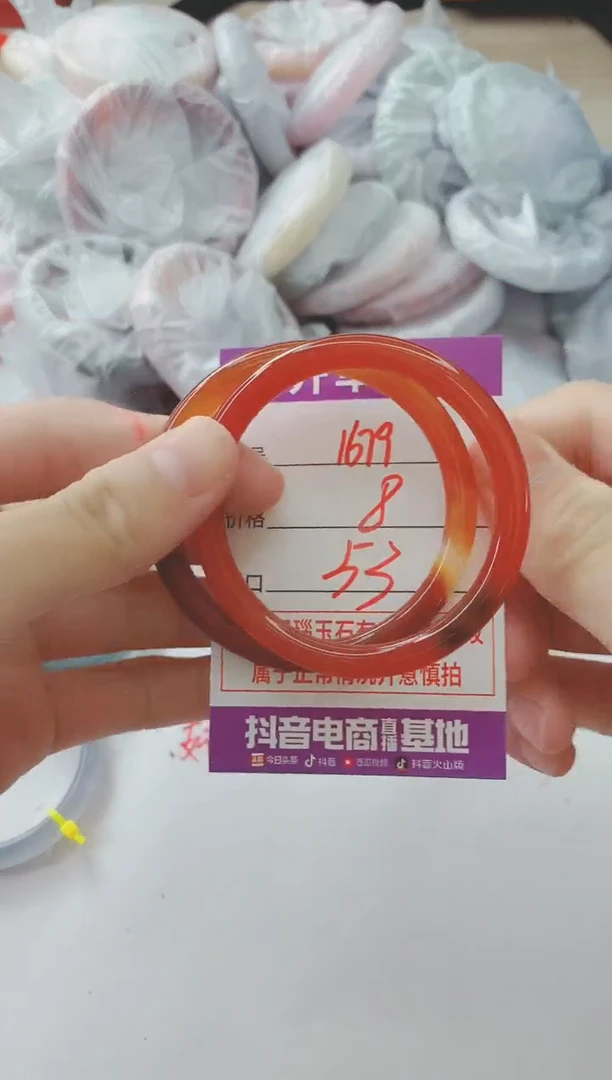 1679
价格 8
口 53
属于正常情况介意慎拍
抖音电商直播基地
今日头条 抖音 西瓜视频 抖音火山版